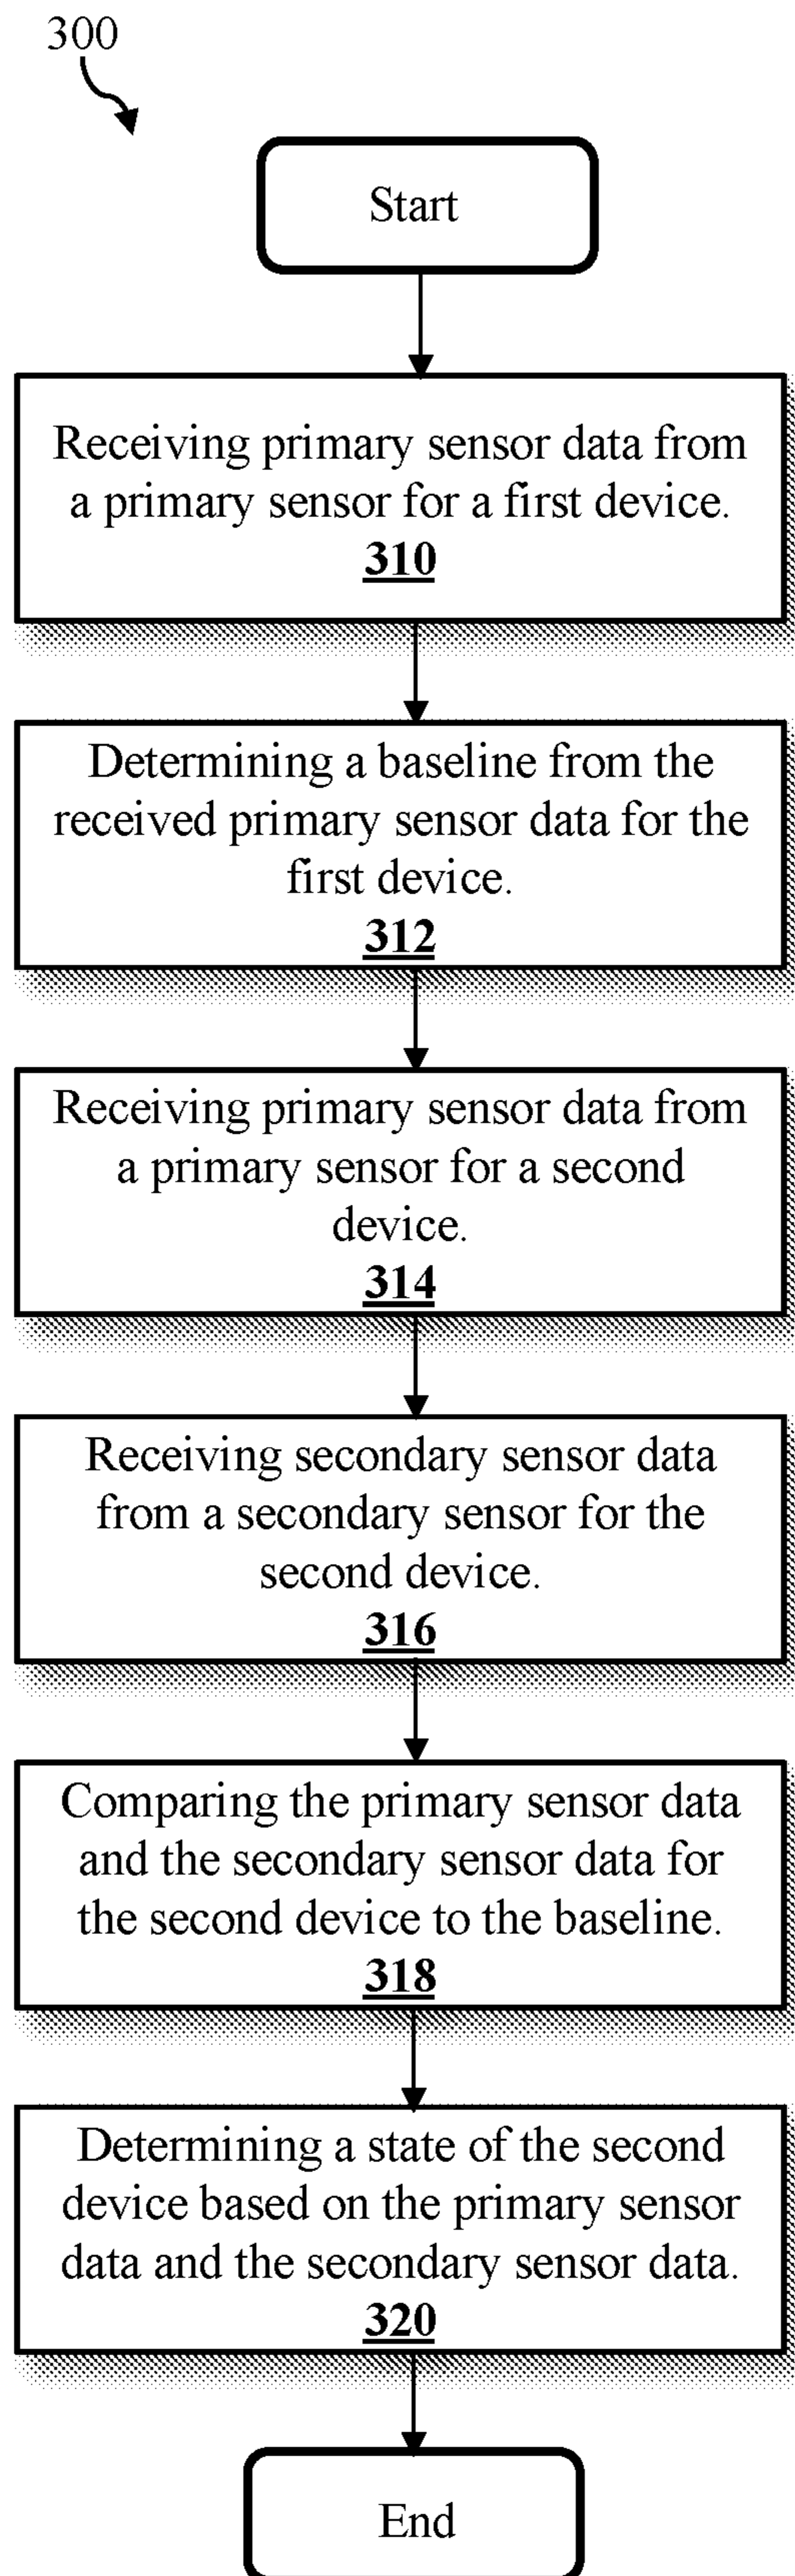 300
Start
Receiving primary sensor data from
a primary sensor for a first device.
310
Determining a baseline from the
received primary sensor data for the
first device.
312
Receiving primary sensor data from
a primary sensor for a second
device.
314
Receiving secondary sensor data
from a secondary sensor for the
second device.
316
Comparing the primary sensor data
and the secondary sensor data for
the second device to the baseline.
318
Determining a state of the second
device based on the primary sensor
data and the secondary sensor data.
320
End